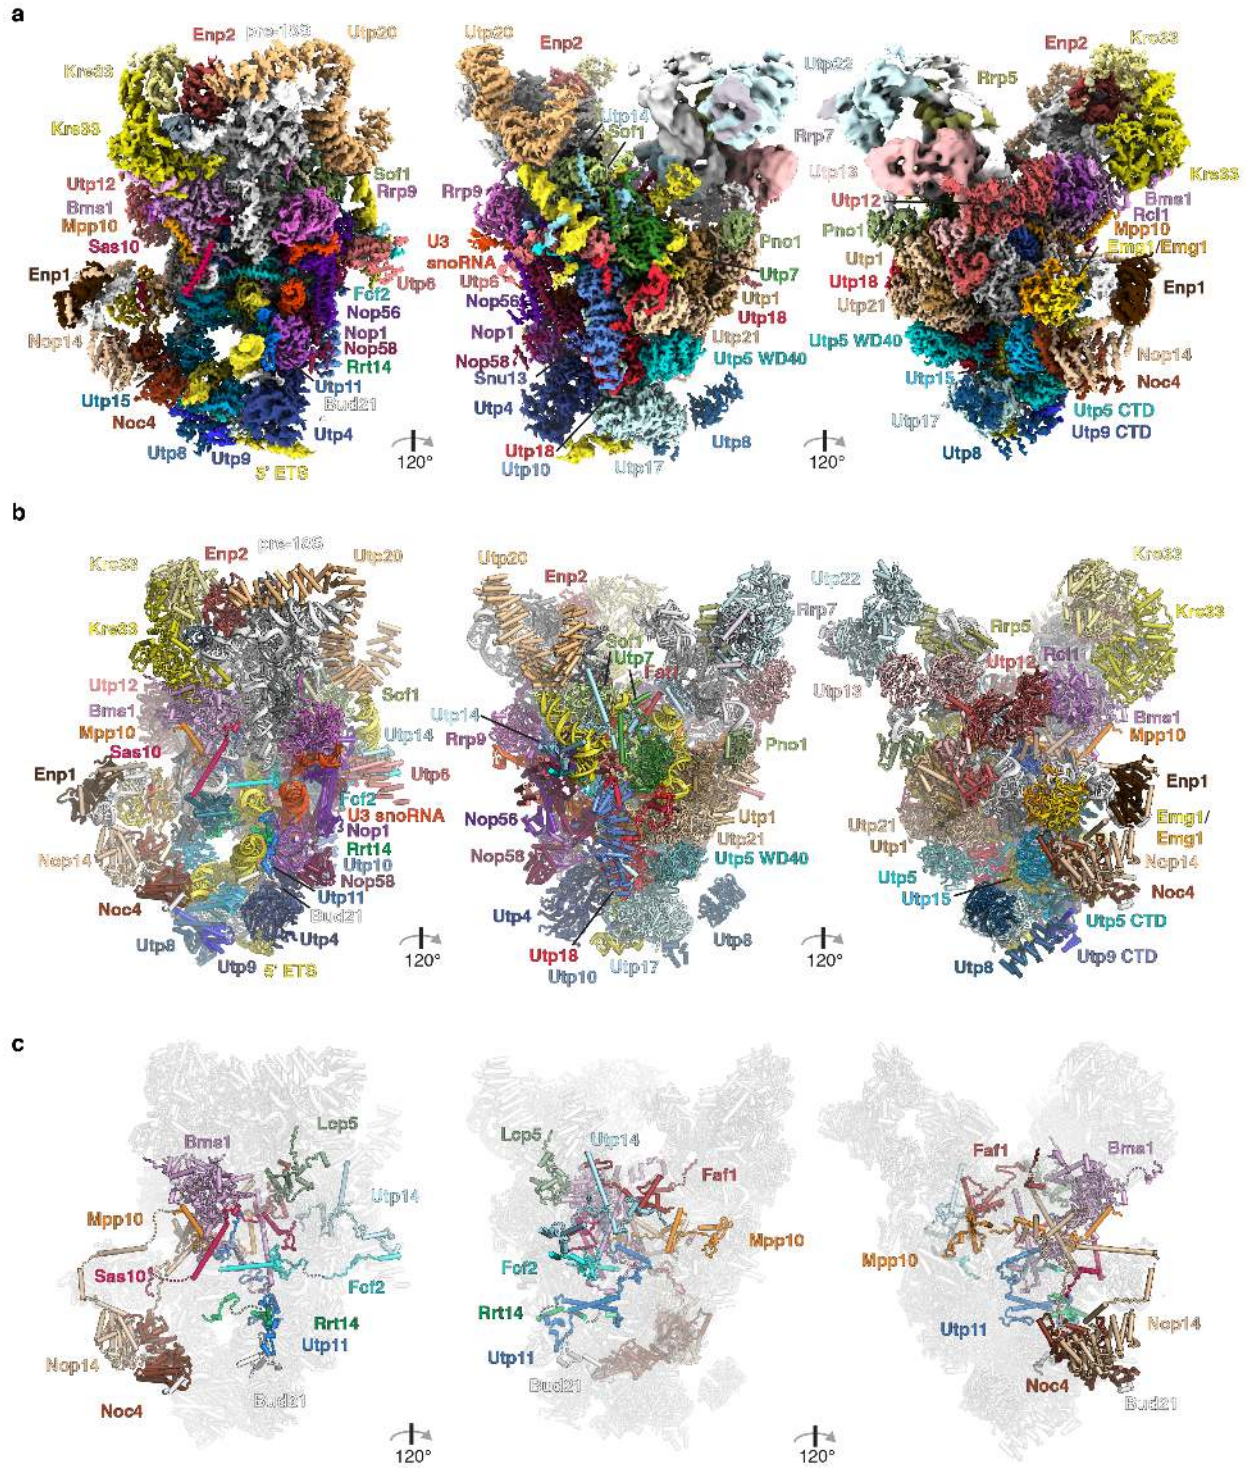 a
Enp2
pre-18S
Utp20
Kre33
Kre33
Utp12
Bms1
Mpp10
Sas10
Enp1
Nop14
Utp15
Noc4
Utp8
Utp9
5' ETS
Sof1
Rrp9
Utp6
Fcf2
Nop56
Nop1
Nop58
Rrt14
Utp11
Bud21
Utp4
120°
Utp20
Enp2
Utp14
Sof1
Utp22
Rrp7
Rrp9
U3
snoRNA
Utp6
Nop56
Nop1
Nop58
Snu13
Utp4
Utp18
Utp10
Utp17
Pno1
Utp7
Utp1
Utp18
Utp21
Utp5 WD40
Utp8
120°
Enp2
Kre33
Rrp5
Utp13
Utp12
Pno1
Utp1
Utp18
Utp21
Utp5 WD40
Utp15
Utp17
Utp8
Kre33
Bms1
Rcl1
Mpp10
Emg1/Emg1
Enp1
Nop14
Noc4
Utp5 CTD
Utp9 CTD
b
Kre33
Enp2
pre-18S
Utp20
Kre33
Utp12
Bms1
Mpp10
Sas10
Enp1
Nop14
Noc4
Utp8
Utp9
5' ETS
Sof1
Utp14
Utp6
Fcf2
U3 snoRNA
Nop1
Rrt14
Utp10
Nop58
Utp11
Bud21
Utp4
120°
Utp20
Enp2
Sof1
Utp7
Faf1
Rrp7
Utp14
Rrp9
Pno1
Nop56
Nop58
Utp1
Utp21
Utp5 WD40
Utp4
Utp18
Utp10
Utp17
Utp8
120°
Utp22
Kre33
Kre33
Rrp5
Utp12
Rcl1
Utp13
Bms1
Mpp10
Enp1
Utp21
Utp1
Emg1/
Emg1
Nop14
Utp5
Utp15
Noc4
Utp5 CTD
Utp8
Utp9 CTD
c
Bms1
Lcp5
Utp14
Mpp10
Sas10
Fcf2
Rrt14
Utp11
Nop14
Bud21
Noc4
120°
Lcp5
Utp14
Faf1
Mpp10
Fcf2
Rrt14
Utp11
Bud21
120°
Faf1
Bms1
Mpp10
Utp11
Nop14
Noc4
Bud21